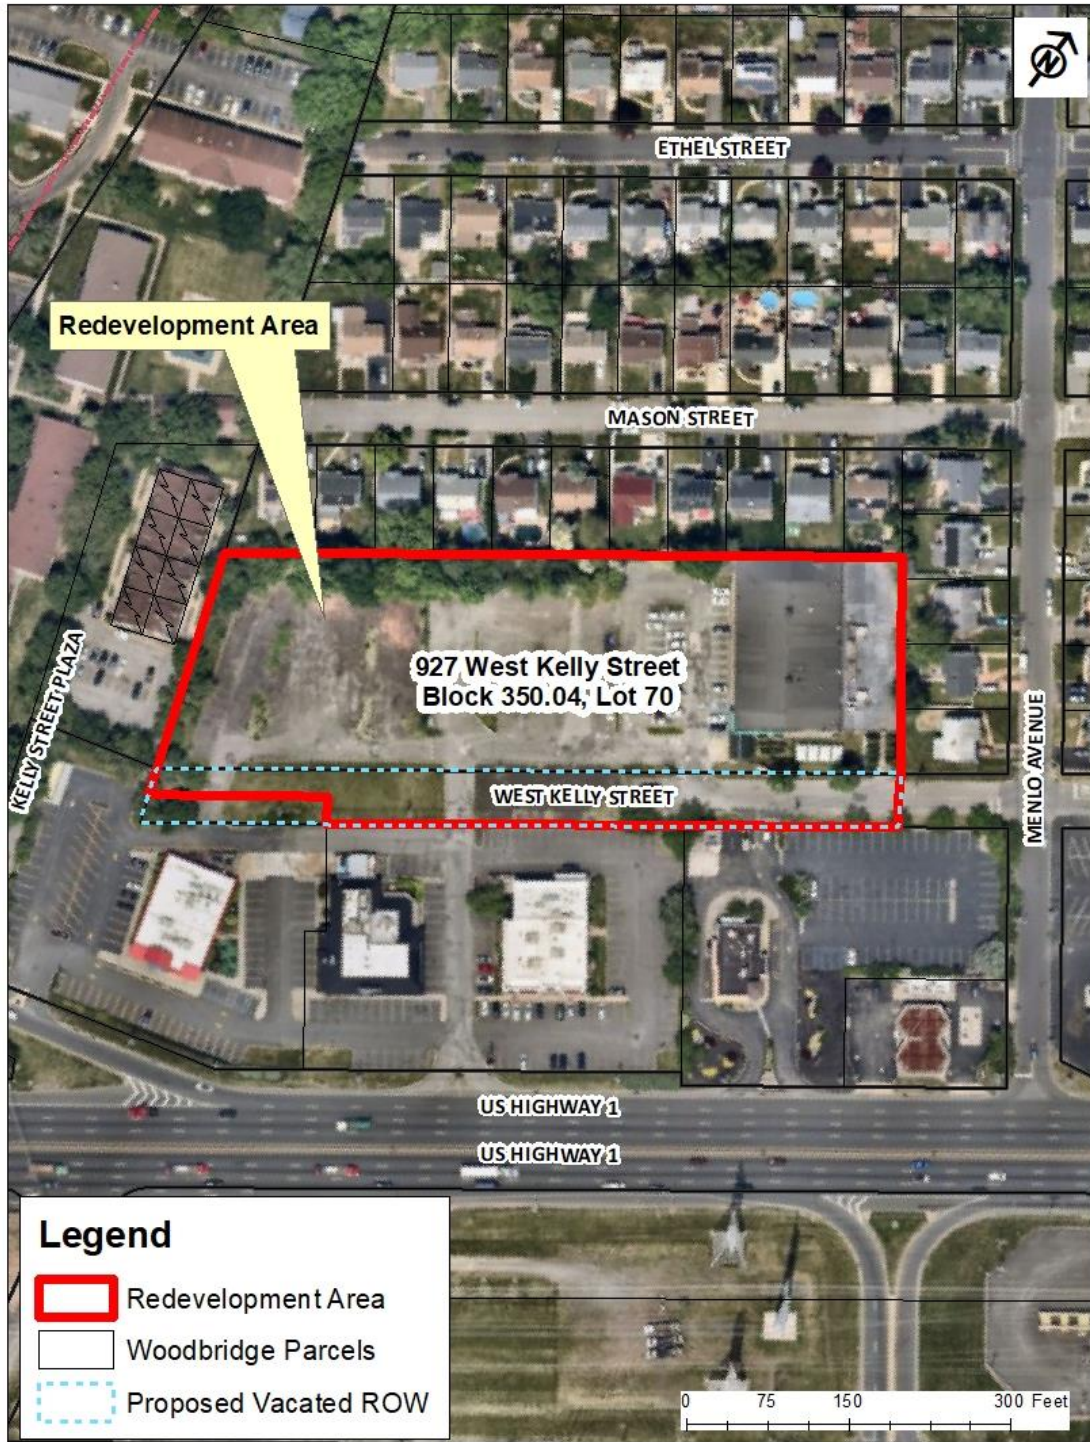 N
ETHEL STREET
Redevelopment Area
MASON STREET
927 West Kelly Street
Block 350.04, Lot 70
KELLY STREET PLAZA
WEST KELLY STREET
MENLO AVENUE
US HIGHWAY 1
US HIGHWAY 1
Legend
Redevelopment Area
Woodbridge Parcels
Proposed Vacated ROW
0 75 150 300 Feet